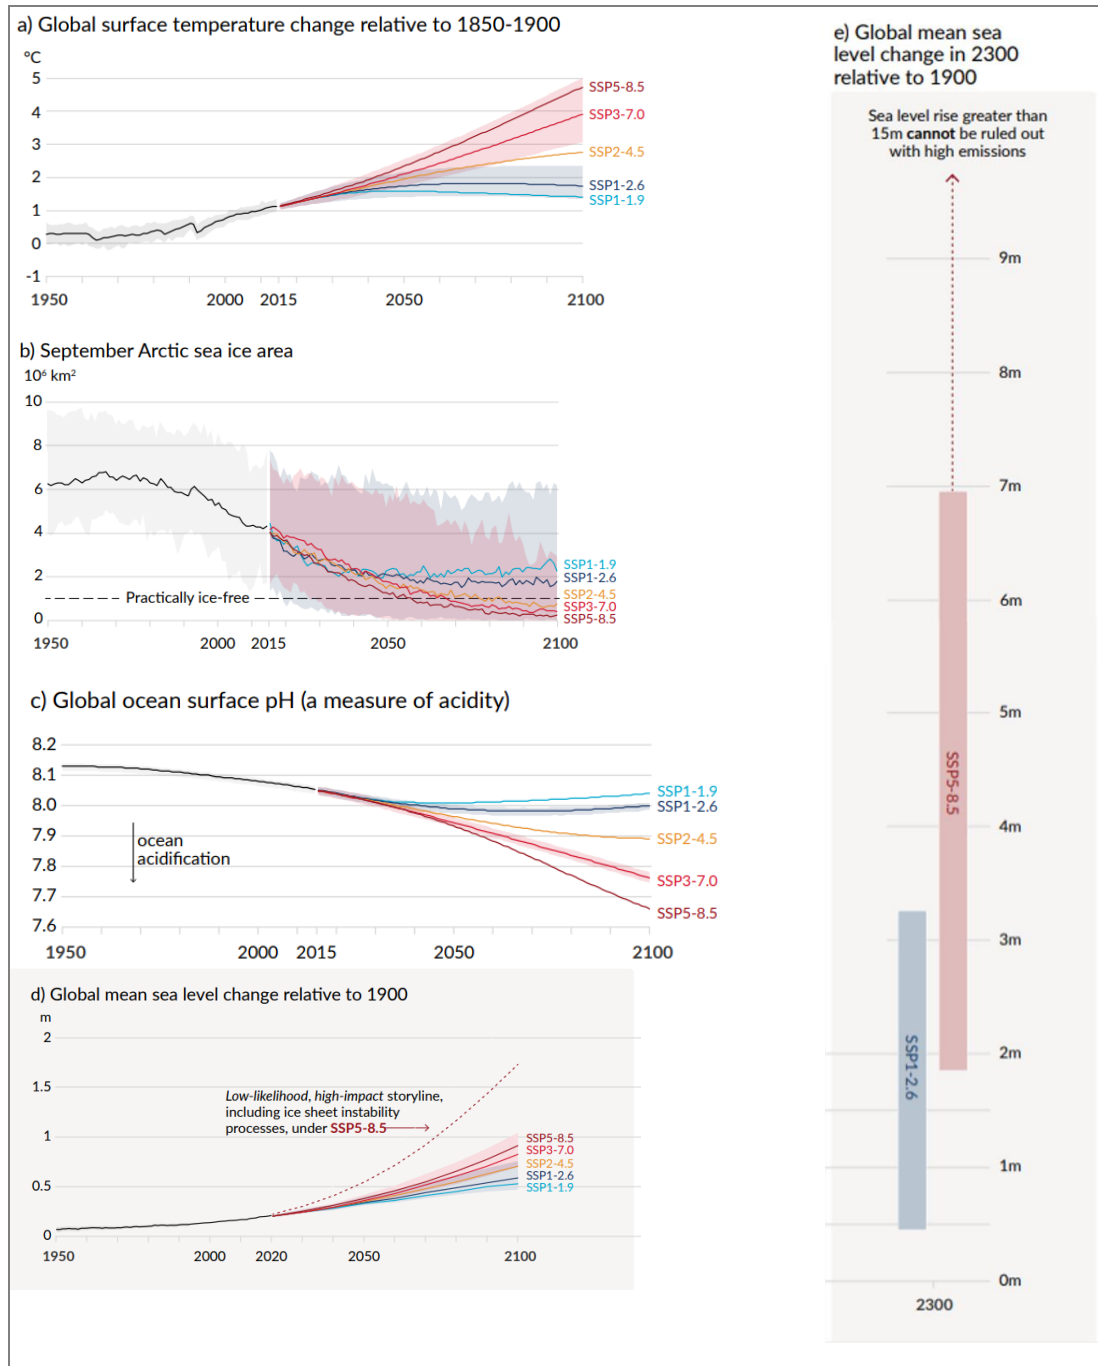 a) Global surface temperature change relative to 1850-1900
°C
5
4
3
2
1
0
-1
SSP5-8.5
SSP3-7.0
SSP2-4.5
SSP1-2.6
SSP1-1.9
1950 2000 2015 2050 2100
b) September Arctic sea ice area
10⁶ km²
10
8
6
4
2
0
Practically ice-free
SSP1-1.9
SSP1-2.6
SSP2-4.5
SSP3-7.0
SSP5-8.5
1950 2000 2015 2050 2100
c) Global ocean surface pH (a measure of acidity)
8.2
8.1
8.0
7.9
7.8
7.7
7.6
ocean
acidification
SSP1-1.9
SSP1-2.6
SSP2-4.5
SSP3-7.0
SSP5-8.5
1950 2000 2015 2050 2100
d) Global mean sea level change relative to 1900
m
2
1.5
1
0.5
0
Low-likelihood, high-impact storyline,
including ice sheet instability
processes, under SSP5-8.5
SSP5-8.5
SSP3-7.0
SSP2-4.5
SSP1-2.6
SSP1-1.9
1950 2000 2020 2050 2100
e) Global mean sea
level change in 2300
relative to 1900
Sea level rise greater than
15m cannot be ruled out
with high emissions
9m
8m
7m
6m
5m
4m
3m
2m
1m
0m
SSP5-8.5
SSP1-2.6
2300